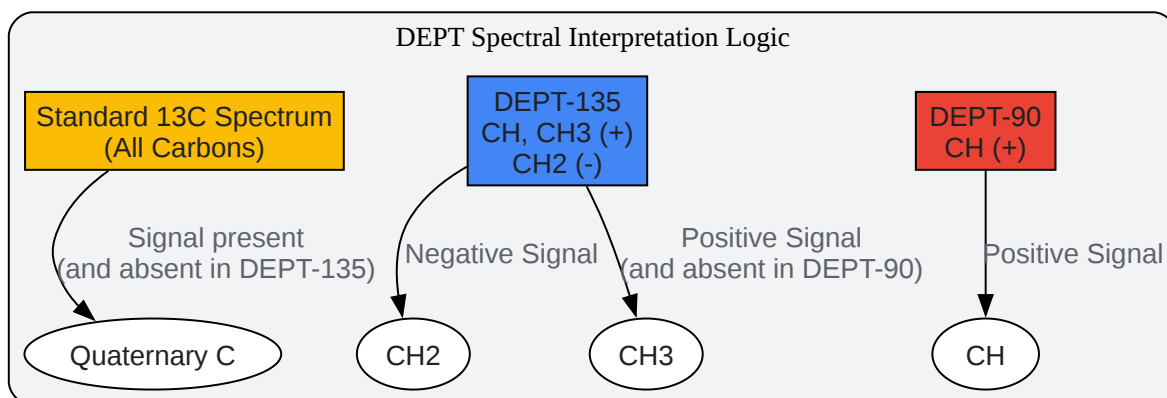 DEPT Spectral Interpretation Logic
Standard 13C Spectrum
(All Carbons)
DEPT-135
CH, CH3 (+)
CH2 (-)
DEPT-90
CH (+)
Signal present
(and absent in DEPT-135)
Negative Signal
Positive Signal
(and absent in DEPT-90)
Positive Signal
Quaternary C
CH2
CH3
CH